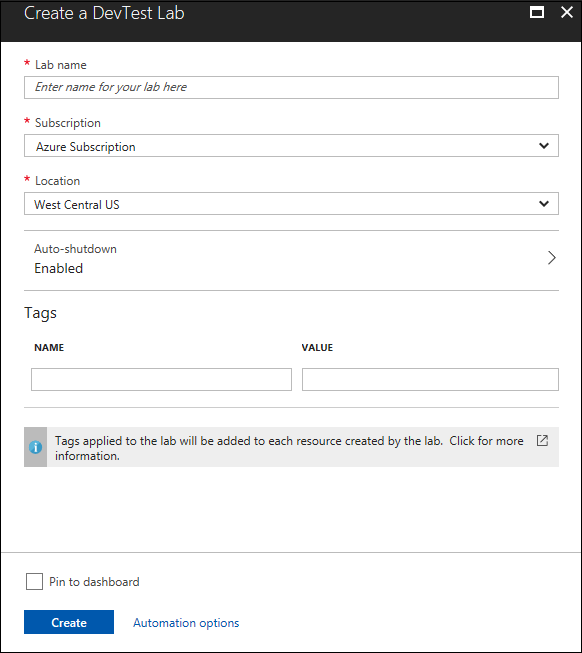 Create a DevTest Lab
* Lab name
Enter name for your lab here
* Subscription
Azure Subscription
* Location
West Central US
Auto-shutdown
Enabled
Tags
NAME VALUE
Tags applied to the lab will be added to each resource created by the lab. Click for more
information.
Pin to dashboard
Create Automation options